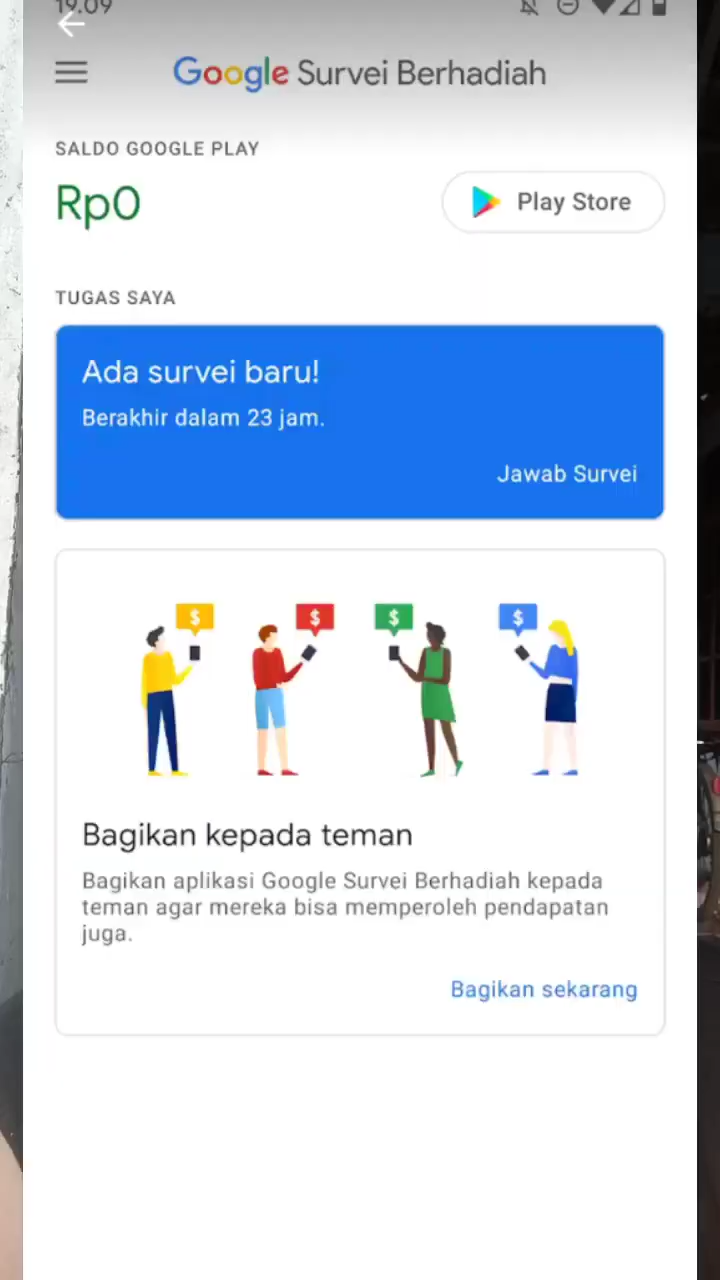 19.09
Google Survei Berhadiah
SALDO GOOGLE PLAY
Rp0
Play Store
TUGAS SAYA
Ada survei baru!
Berakhir dalam 23 jam.
Jawab Survei
$ $ $ $
Bagikan kepada teman
Bagikan aplikasi Google Survei Berhadiah kepada
teman agar mereka bisa memperoleh pendapatan
juga.
Bagikan sekarang